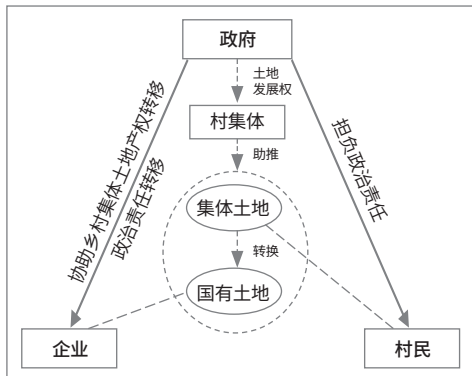 政府
土地
发展权
村集体
助推
协助乡村集体土地产权转移
政治责任转移
担负政治责任
集体土地
转换
国有土地
企业
村民